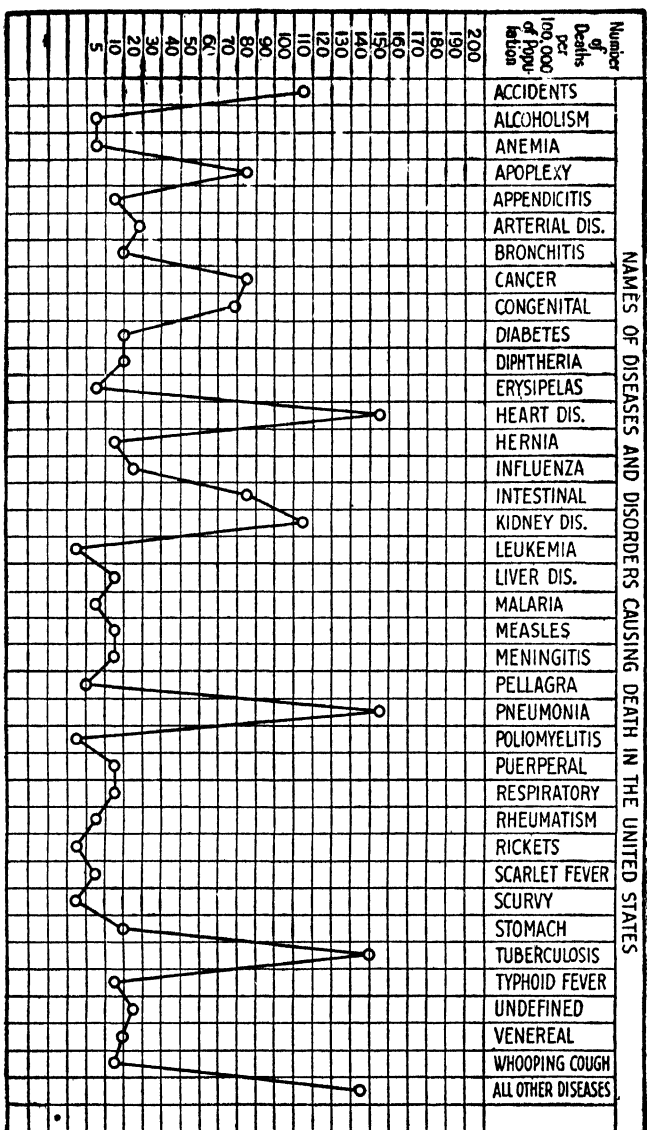 NAMES OF DISEASES AND DISORDERS CAUSING DEATH IN THE UNITED STATES
Number
of
Deaths
per
100,000
of Popu-
lation
200
190
180
170
160
150
140
130
120
110
100
90
80
70
60
50
40
30
20
10
5
ACCIDENTS
ALCOHOLISM
ANEMIA
APOPLEXY
APPENDICITIS
ARTERIAL DIS.
BRONCHITIS
CANCER
CONGENITAL
DIABETES
DIPHTHERIA
ERYSIPELAS
HEART DIS.
HERNIA
INFLUENZA
INTESTINAL
KIDNEY DIS.
LEUKEMIA
LIVER DIS.
MALARIA
MEASLES
MENINGITIS
PELLAGRA
PNEUMONIA
POLIOMYELITIS
PUERPERAL
RESPIRATORY
RHEUMATISM
RICKETS
SCARLET FEVER
SCURVY
STOMACH
TUBERCULOSIS
TYPHOID FEVER
UNDEFINED
VENEREAL
WHOOPING COUGH
ALL OTHER DISEASES